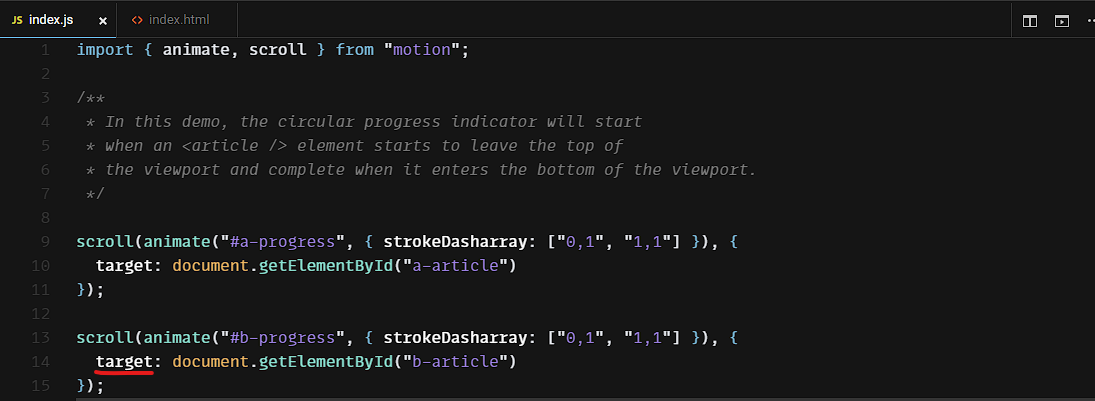 JS index.js × <> index.html
1 import { animate, scroll } from "motion";
2
3 /**
4 * In this demo, the circular progress indicator will start
5 * when an <article /> element starts to leave the top of
6 * the viewport and complete when it enters the bottom of the viewport.
7 */
8
9 scroll(animate("#a-progress", { strokeDasharray: ["0,1", "1,1"] }), {
10 target: document.getElementById("a-article")
11 });
12
13 scroll(animate("#b-progress", { strokeDasharray: ["0,1", "1,1"] }), {
14 target: document.getElementById("b-article")
15 });